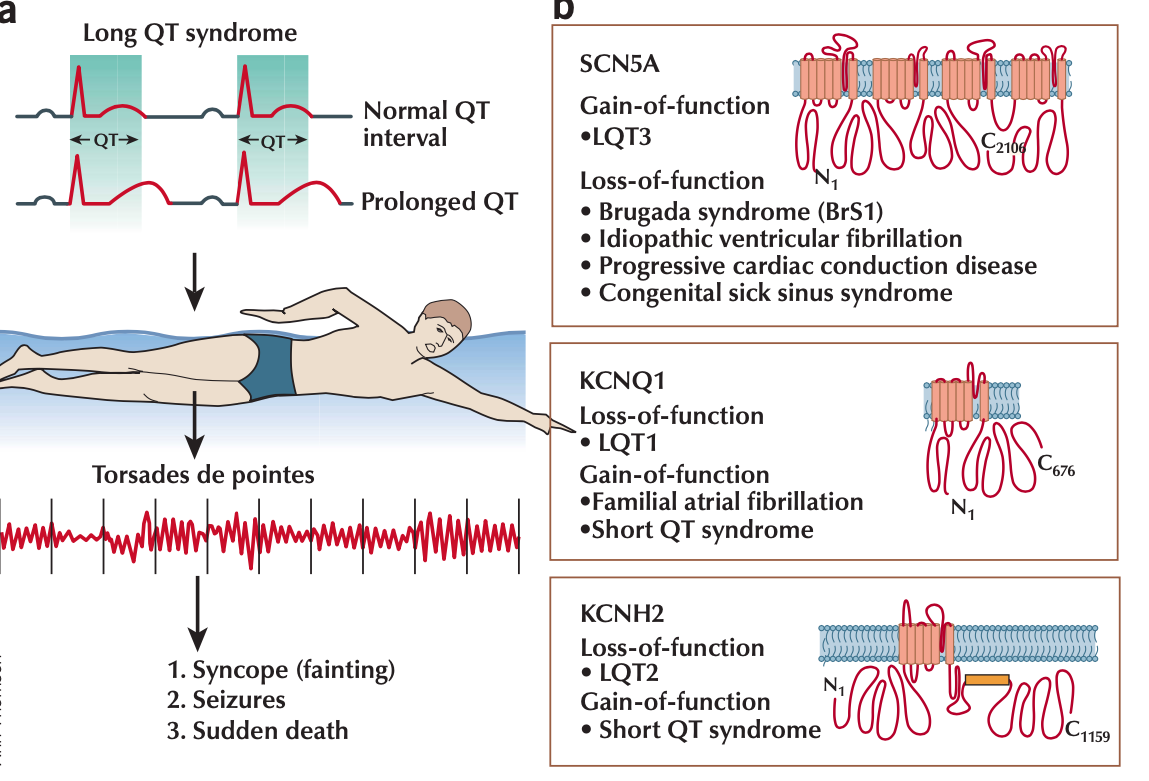 a
Long QT syndrome
Normal QT
interval
QT
QT
Prolonged QT
Torsades de pointes
1. Syncope (fainting)
2. Seizures
3. Sudden death
b
SCN5A
Gain-of-function
•LQT3
Loss-of-function
• Brugada syndrome (BrS1)
• Idiopathic ventricular fibrillation
• Progressive cardiac conduction disease
• Congenital sick sinus syndrome
N1
C2106
KCNQ1
Loss-of-function
• LQT1
Gain-of-function
•Familial atrial fibrillation
•Short QT syndrome
N1
C676
KCNH2
Loss-of-function
• LQT2
Gain-of-function
• Short QT syndrome
N1
C1159